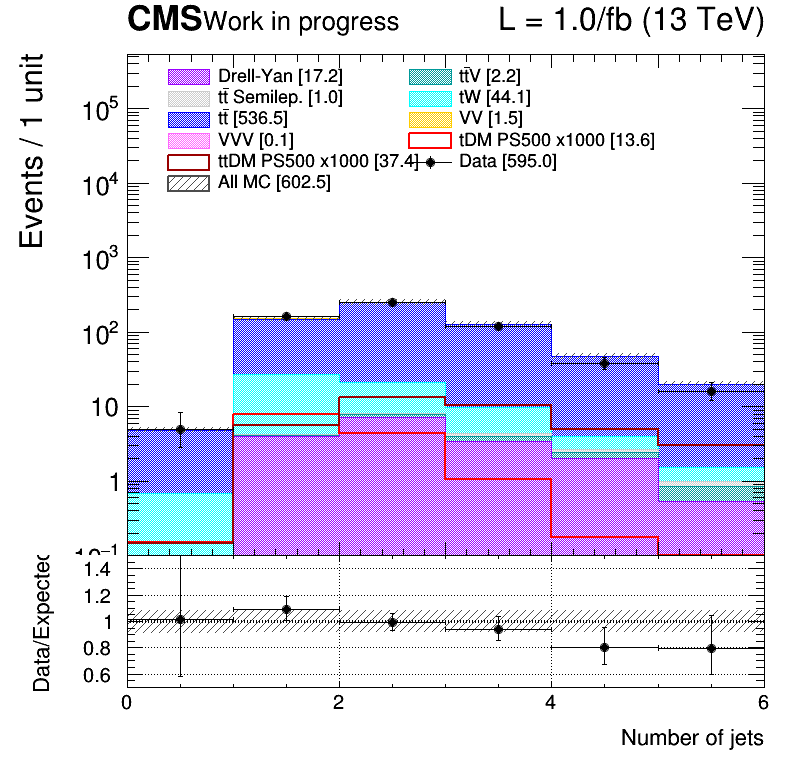 CMS Work in progress L = 1.0/fb (13 TeV)
Events / 1 unit
Drell-Yan [17.2] tt̄V [2.2]
tt̄ Semilep. [1.0] tW [44.1]
tt̄ [536.5] VV [1.5]
VVV [0.1] tDM PS500 x1000 [13.6]
ttDM PS500 x1000 [37.4] Data [595.0]
All MC [602.5]
10⁵
10⁴
10³
10²
10
1
10⁻¹
Data/Expected
1.4
1.2
1
0.8
0.6
0 2 4 6
Number of jets